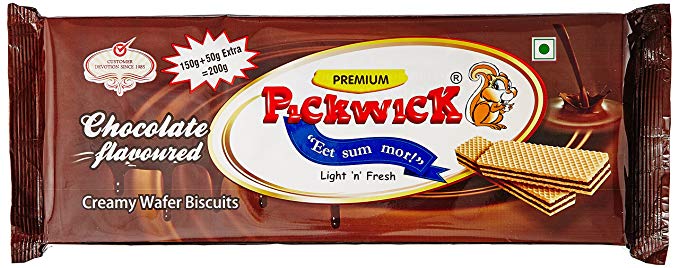 CUSTOMER
DEVOTION SINCE 1985
150g+50g Extra
=200g
PREMIUM
PICKWICK®
"Eet sum mor!"
Light 'n' Fresh
Chocolate
flavoured
Creamy Wafer Biscuits